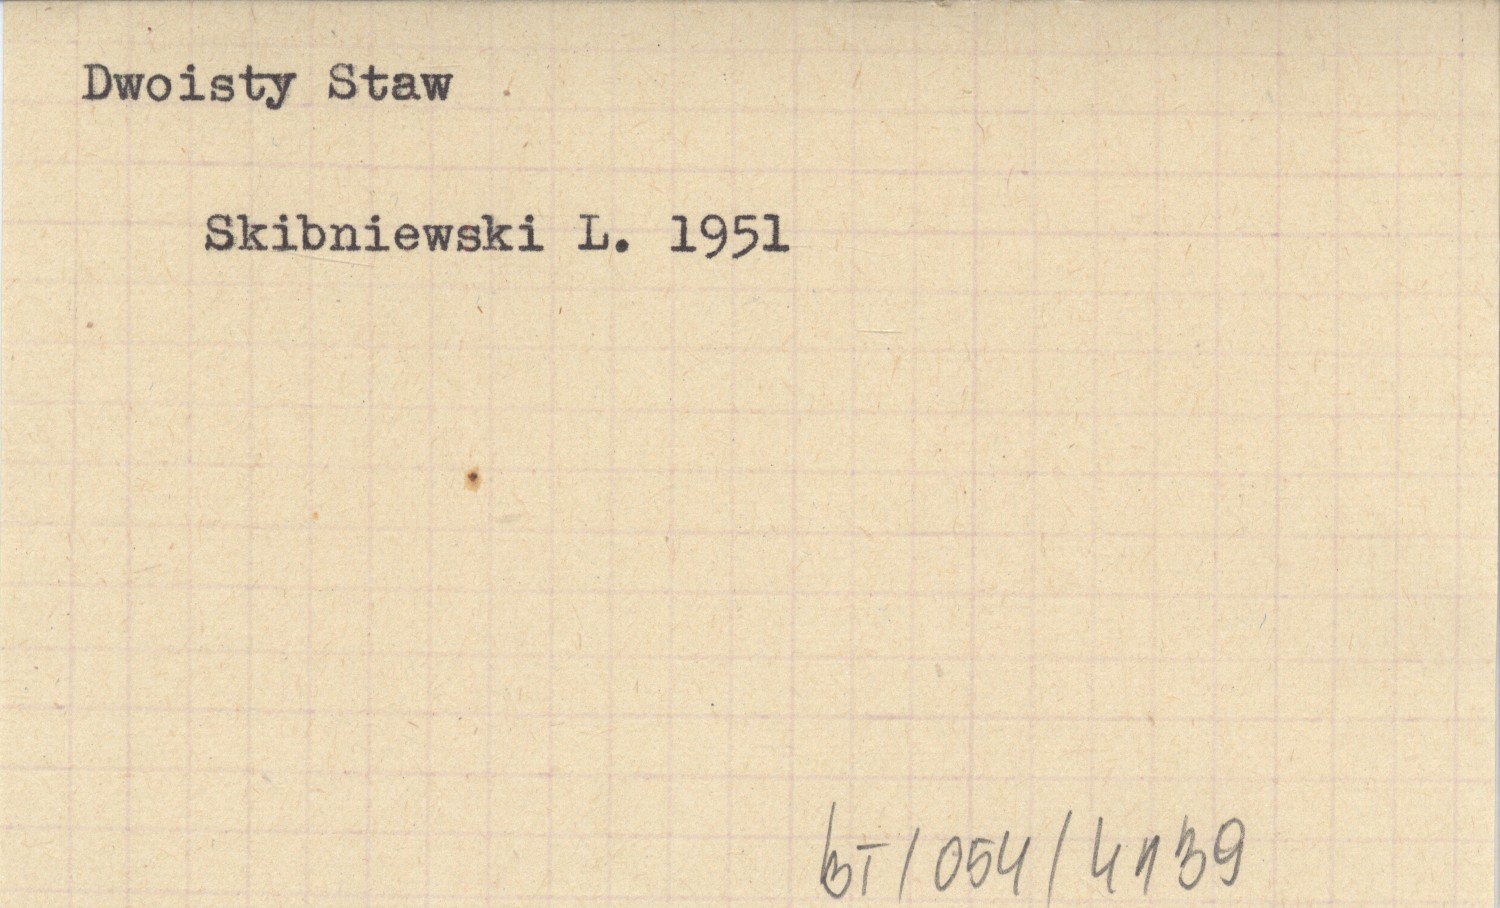 Dwoisty Staw
Skibniewski L. 1951
BT/054/4139